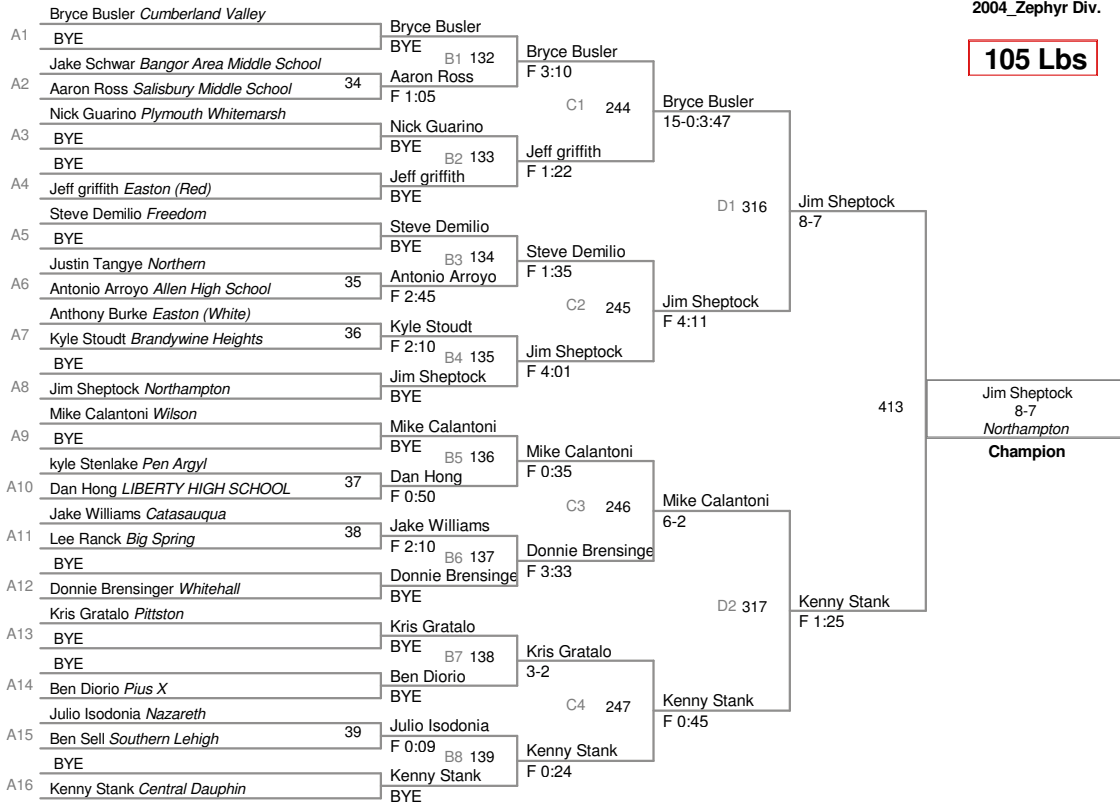 2004_Zephyr Div.
105 Lbs
A1
Bryce Busler Cumberland Valley
BYE
A2
Jake Schwar Bangor Area Middle School
Aaron Ross Salisbury Middle School
34
A3
Nick Guarino Plymouth Whitemarsh
BYE
A4
BYE
Jeff griffith Easton (Red)
A5
Steve Demilio Freedom
BYE
A6
Justin Tangye Northern
Antonio Arroyo Allen High School
35
A7
Anthony Burke Easton (White)
Kyle Stoudt Brandywine Heights
36
A8
BYE
Jim Sheptock Northampton
A9
Mike Calantoni Wilson
BYE
A10
kyle Stenlake Pen Argyl
Dan Hong LIBERTY HIGH SCHOOL
37
A11
Jake Williams Catasauqua
Lee Ranck Big Spring
38
A12
BYE
Donnie Brensinger Whitehall
A13
Kris Gratalo Pittston
BYE
A14
BYE
Ben Diorio Pius X
A15
Julio Isodonia Nazareth
Ben Sell Southern Lehigh
39
A16
BYE
Kenny Stank Central Dauphin
Bryce Busler
BYE
B1 132
Aaron Ross
F 1:05
Nick Guarino
BYE
B2 133
Jeff griffith
BYE
Steve Demilio
BYE
B3 134
Antonio Arroyo
F 2:45
Kyle Stoudt
F 2:10
B4 135
Jim Sheptock
BYE
Mike Calantoni
BYE
B5 136
Dan Hong
F 0:50
Jake Williams
F 2:10
B6 137
Donnie Brensinge
BYE
Kris Gratalo
BYE
B7 138
Ben Diorio
BYE
Julio Isodonia
F 0:09
B8 139
Kenny Stank
BYE
Bryce Busler
F 3:10
C1 244
Jeff griffith
F 1:22
Steve Demilio
F 1:35
C2 245
Jim Sheptock
F 4:01
Mike Calantoni
F 0:35
C3 246
Donnie Brensinge
F 3:33
Kris Gratalo
3-2
C4 247
Kenny Stank
F 0:24
Bryce Busler
15-0:3:47
D1 316
Jim Sheptock
F 4:11
Mike Calantoni
6-2
D2 317
Kenny Stank
F 0:45
Jim Sheptock
8-7
413
Kenny Stank
F 1:25
Jim Sheptock
8-7
Northampton
Champion